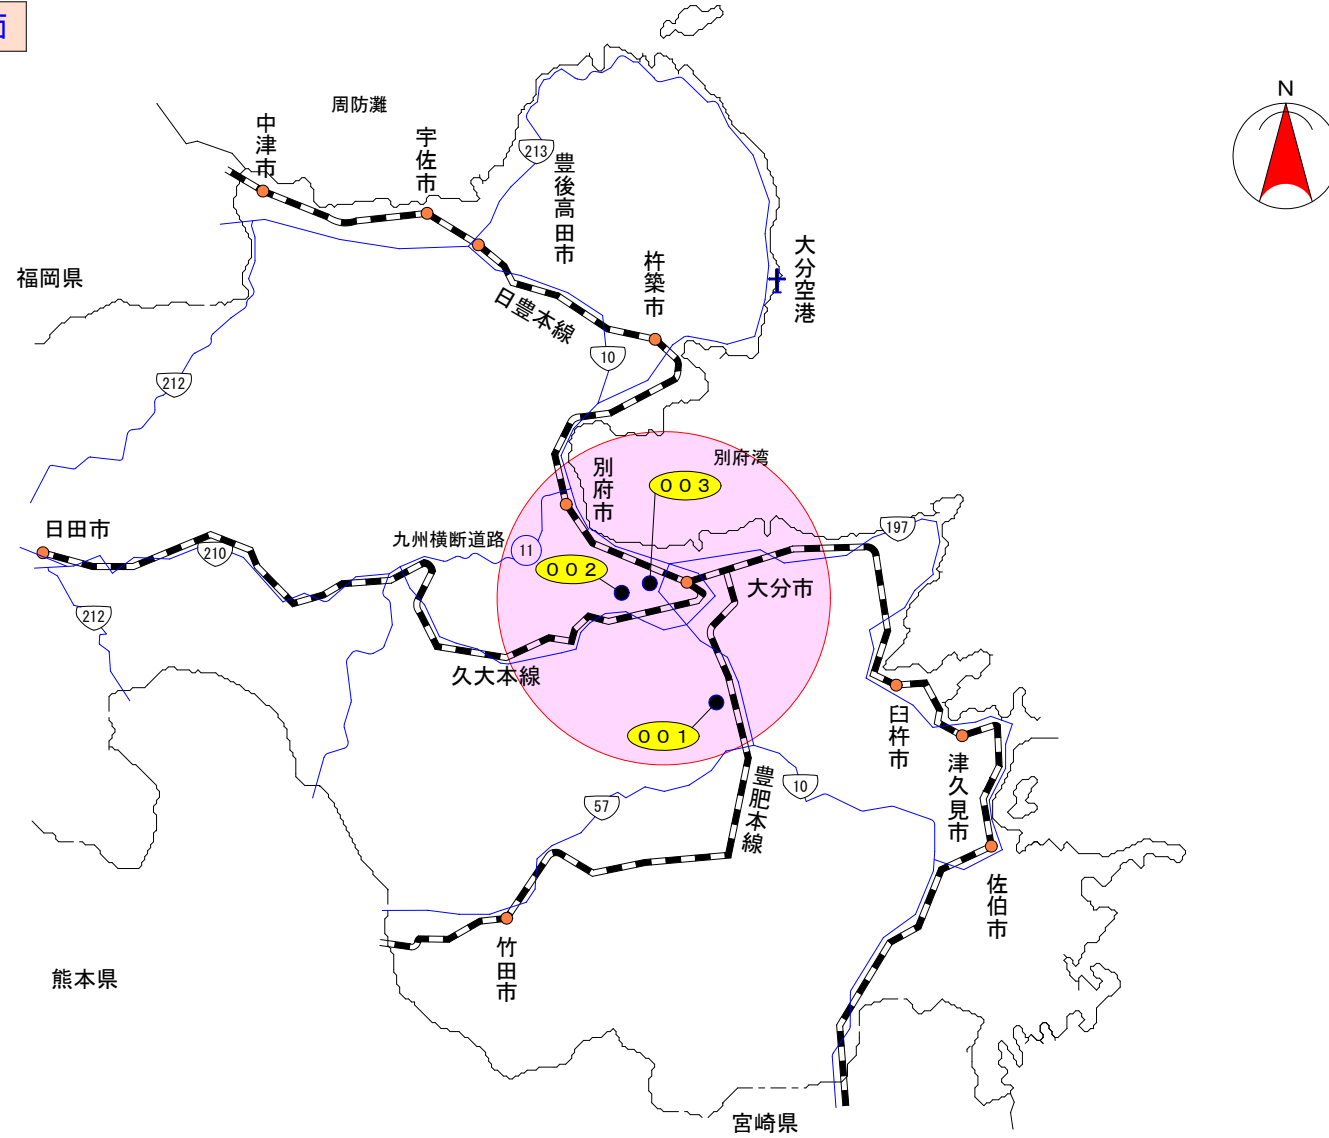 面
周防灘
N
中津市
宇佐市
213
豊後高田市
大分空港
杵築市
福岡県
日豊本線
10
212
別府湾
別府市
003
日田市
197
九州横断道路
11
210
002
大分市
212
久大本線
001
臼杵市
津久見市
豊肥本線
10
57
佐伯市
竹田市
熊本県
宮崎県